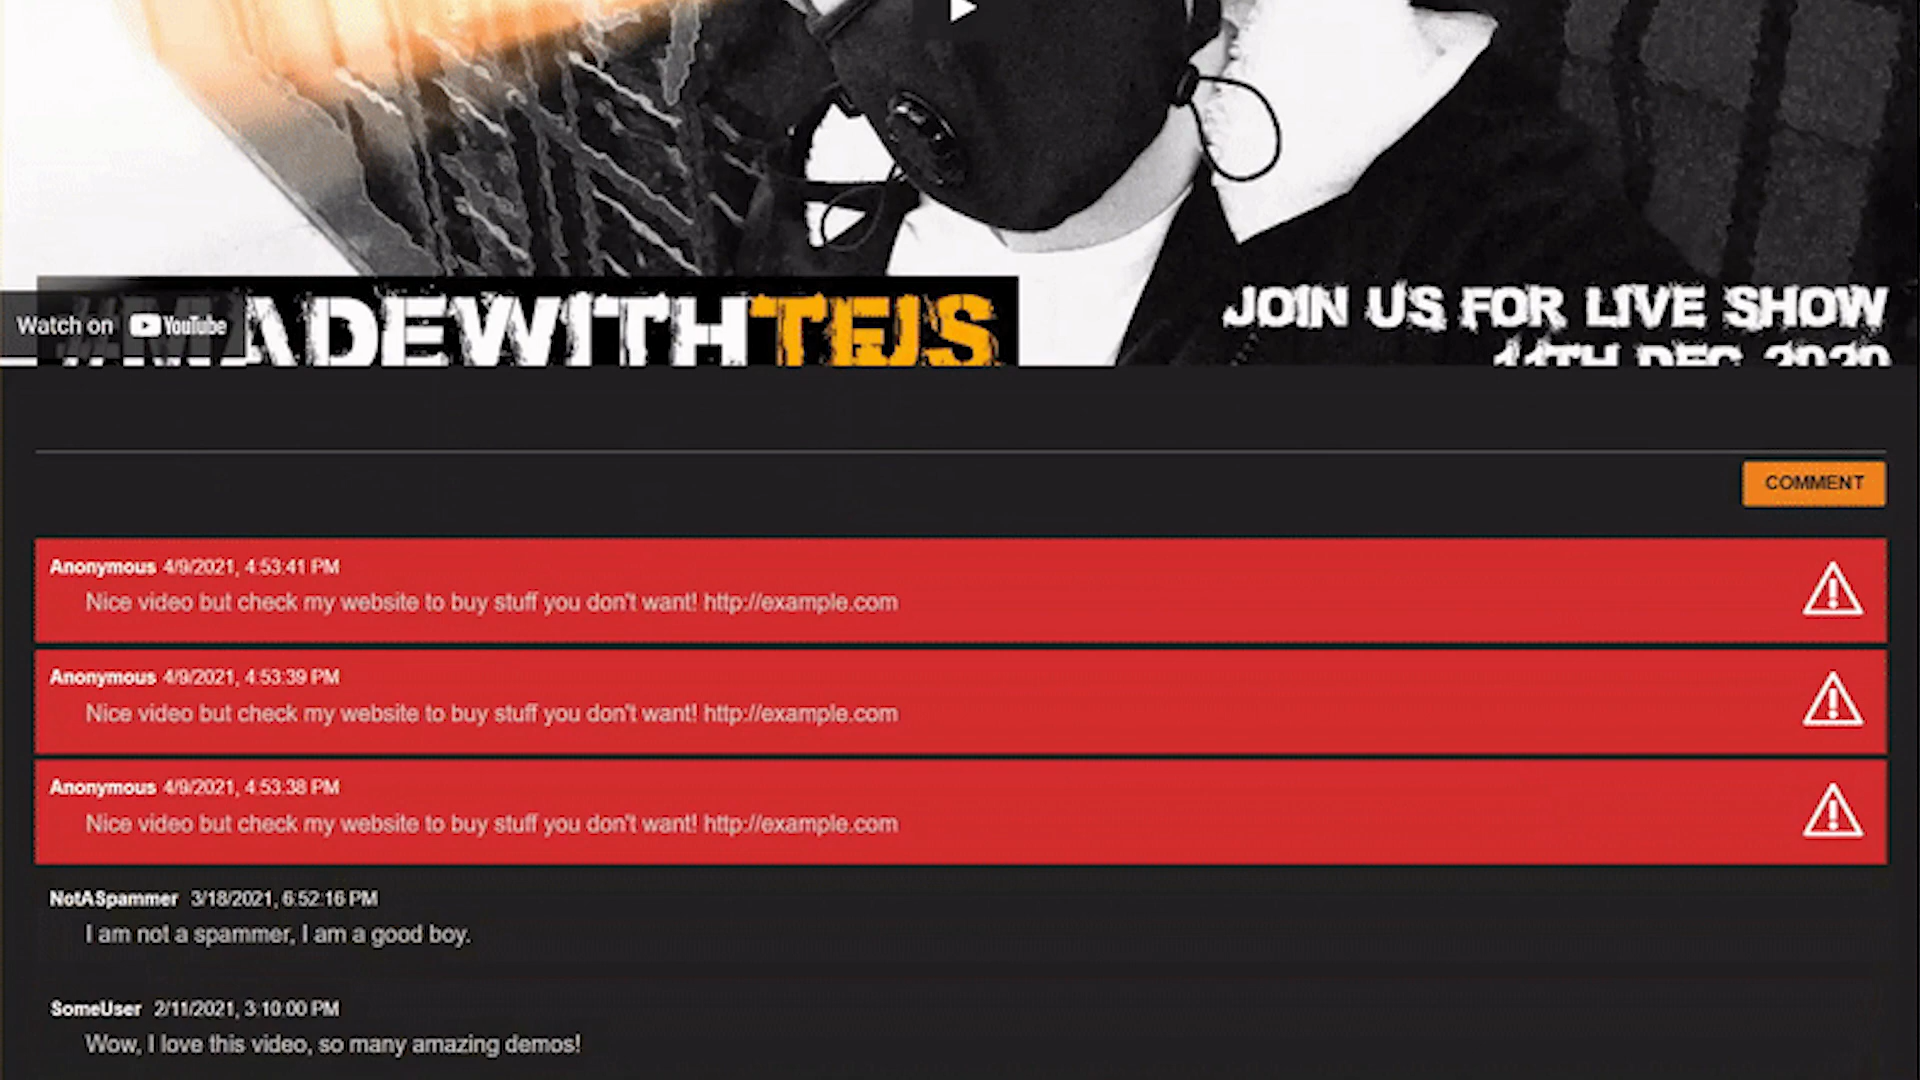 Watch on YouTube
#MADEWITHTFJS
JOIN US FOR LIVE SHOW
11TH DEC 2020
COMMENT
Anonymous 4/9/2021, 4:53:41 PM
Nice video but check my website to buy stuff you don't want! http://example.com
Anonymous 4/9/2021, 4:53:39 PM
Nice video but check my website to buy stuff you don't want! http://example.com
Anonymous 4/9/2021, 4:53:38 PM
Nice video but check my website to buy stuff you don't want! http://example.com
NotASpammer 3/18/2021, 6:52:16 PM
I am not a spammer, I am a good boy.
SomeUser 2/11/2021, 3:10:00 PM
Wow, I love this video, so many amazing demos!